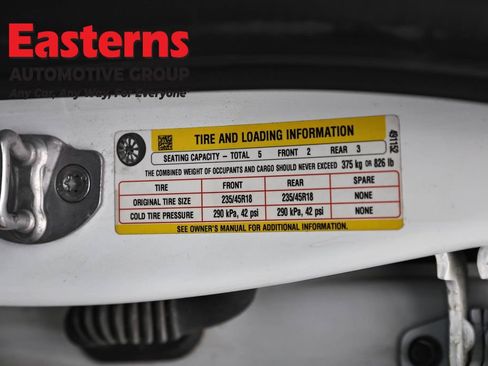 Easterns
AUTOMOTIVE GROUP
Any Car, Any Way, For Everyone
TIRE AND LOADING INFORMATION
491152
SEATING CAPACITY - TOTAL 5 FRONT 2 REAR 3
THE COMBINED WEIGHT OF OCCUPANTS AND CARGO SHOULD NEVER EXCEED 375 kg OR 826 lb
TIRE FRONT REAR SPARE
ORIGINAL TIRE SIZE 235/45R18 235/45R18 NONE
COLD TIRE PRESSURE 290 kPa, 42 psi 290 kPa, 42 psi NONE
SEE OWNER'S MANUAL FOR ADDITIONAL INFORMATION.